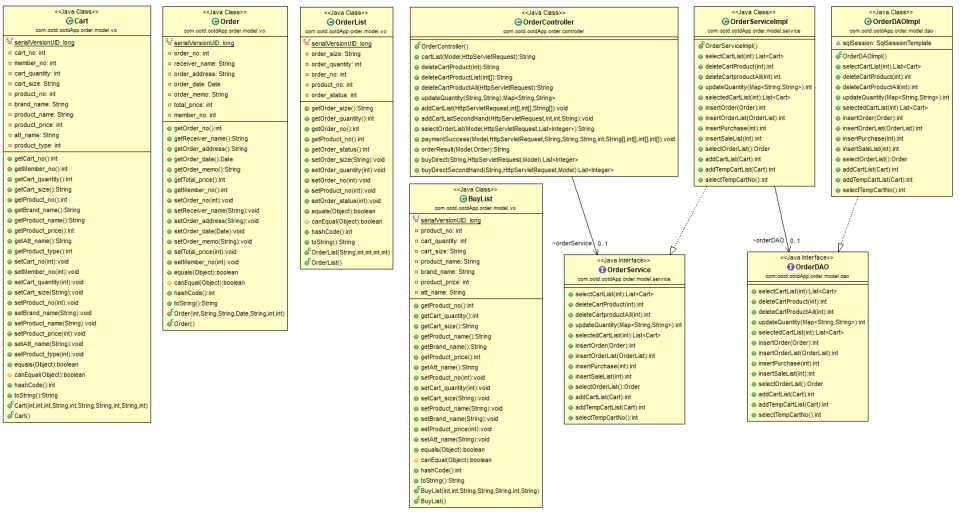 <<Java Class>>
Cart
com.ootd.ootdApp.order.model.vo
serialVersionUID: long
cart_no: int
member_no: int
cart_quantity: int
cart_size: String
product_no: int
brand_name: String
product_name: String
product_price: int
att_name: String
product_type: int
getCart_no():int
getMember_no():int
getCart_quantity():int
getCart_size():String
getProduct_no():int
getBrand_name():String
getProduct_name():String
getProduct_price():int
getAtt_name():String
getProduct_type():int
setCart_no(int):void
setMember_no(int):void
setCart_quantity(int):void
setCart_size(String):void
setProduct_no(int):void
setBrand_name(String):void
setProduct_name(String):void
setProduct_price(int):void
setAtt_name(String):void
setProduct_type(int):void
equals(Object):boolean
canEqual(Object):boolean
hashCode():int
toString():String
Cart(int,int,int,String,int,String,String,int,String,int)
Cart()
<<Java Class>>
Order
com.ootd.ootdApp.order.model.vo
serialVersionUID: long
order_no: int
receiver_name: String
order_address: String
order_date: Date
order_memo: String
total_price: int
member_no: int
getOrder_no():int
getReceiver_name():String
getOrder_address():String
getOrder_date():Date
getOrder_memo():String
getTotal_price():int
getMember_no():int
setOrder_no(int):void
setReceiver_name(String):void
setOrder_address(String):void
setOrder_date(Date):void
setOrder_memo(String):void
setTotal_price(int):void
setMember_no(int):void
equals(Object):boolean
canEqual(Object):boolean
hashCode():int
toString():String
Order(int,String,String,Date,String,int,int)
Order()
<<Java Class>>
OrderList
com.ootd.ootdApp.order.model.vo
serialVersionUID: long
order_size: String
order_quantity: int
order_no: int
product_no: int
order_status: int
getOrder_size():String
getOrder_quantity():int
getOrder_no():int
getProduct_no():int
getOrder_status():int
setOrder_size(String):void
setOrder_quantity(int):void
setOrder_no(int):void
setProduct_no(int):void
setOrder_status(int):void
equals(Object):boolean
canEqual(Object):boolean
hashCode():int
toString():String
OrderList(String,int,int,int,int)
OrderList()
<<Java Class>>
OrderController
com.ootd.ootdApp.order.controller
OrderController()
cartList(Model,HttpServletRequest):String
deleteCartProduct(int):String
deleteCartProductList(int[]):String
deleteCartproductAll(HttpServletRequest):String
updateQuantity(String,String):Map<String,String>
addCartList(HttpServletRequest,int[],int[],String[]):void
addCartListSecondHand(HttpServletRequest,int,int,String):void
selectOrderList(Model,HttpServletRequest,List<Integer>):String
paymentSuccess(Model,HttpServletRequest,String,String,String,int,String[],int[],int[],int[]):void
orderResult(Model,Order):String
buyDirect(String,HttpServletRequest,Model):List<Integer>
buyDirectSecondHand(String,HttpServletRequest,Model):List<Integer>
<<Java Class>>
BuyList
com.ootd.ootdApp.order.model.vo
serialVersionUID: long
product_no: int
cart_quantity: int
cart_size: String
product_name: String
brand_name: String
product_price: int
att_name: String
getProduct_no():int
getCart_quantity():int
getCart_size():String
getProduct_name():String
getBrand_name():String
getProduct_price():int
getAtt_name():String
setProduct_no(int):void
setCart_quantity(int):void
setCart_size(String):void
setProduct_name(String):void
setBrand_name(String):void
setProduct_price(int):void
setAtt_name(String):void
equals(Object):boolean
canEqual(Object):boolean
hashCode():int
toString():String
BuyList(int,int,String,String,String,int,String)
BuyList()
<<Java Class>>
OrderServiceImpl
com.ootd.ootdApp.order.model.service
OrderServiceImpl()
selectCartList(int):List<Cart>
deleteCartProduct(int):int
deleteCartproductAll(int):int
updateQuantity(Map<String,String>):int
selectedCartList(int):List<Cart>
insertOrder(Order):int
insertOrderList(OrderList):int
insertPurchase(int):int
insertSaleList(int):int
selectOrderList():Order
addCartList(Cart):int
addTempCartList(Cart):int
selectTempCartNo():int
<<Java Class>>
OrderDAOImpl
com.ootd.ootdApp.order.model.dao
sqlSession: SqlSessionTemplate
OrderDAOImpl()
selectCartList(int):List<Cart>
deleteCartProduct(int):int
deleteCartProductAll(int):int
updateQuantity(Map<String,String>):int
selectedCartList(int):List<Cart>
insertOrder(Order):int
insertOrderList(OrderList):int
insertPurchase(int):int
insertSaleList(int):int
selectOrderList():Order
addCartList(Cart):int
addTempCartList(Cart):int
selectTempCartNo():int
~orderService 0..1
~orderDAO 0..1
<<Java Interface>>
OrderService
com.ootd.ootdApp.order.model.service
selectCartList(int):List<Cart>
deleteCartProduct(int):int
deleteCartproductAll(int):int
updateQuantity(Map<String,String>):int
selectedCartList(int):List<Cart>
insertOrder(Order):int
insertOrderList(OrderList):int
insertPurchase(int):int
insertSaleList(int):int
selectOrderList():Order
addCartList(Cart):int
addTempCartList(Cart):int
selectTempCartNo():int
<<Java Interface>>
OrderDAO
com.ootd.ootdApp.order.model.dao
selectCartList(int):List<Cart>
deleteCartProduct(int):int
deleteCartProductAll(int):int
updateQuantity(Map<String,String>):int
selectedCartList(int):List<Cart>
insertOrder(Order):int
insertOrderList(OrderList):int
insertPurchase(int):int
insertSaleList(int):int
selectOrderList():Order
addCartList(Cart):int
addTempCartList(Cart):int
selectTempCartNo():int